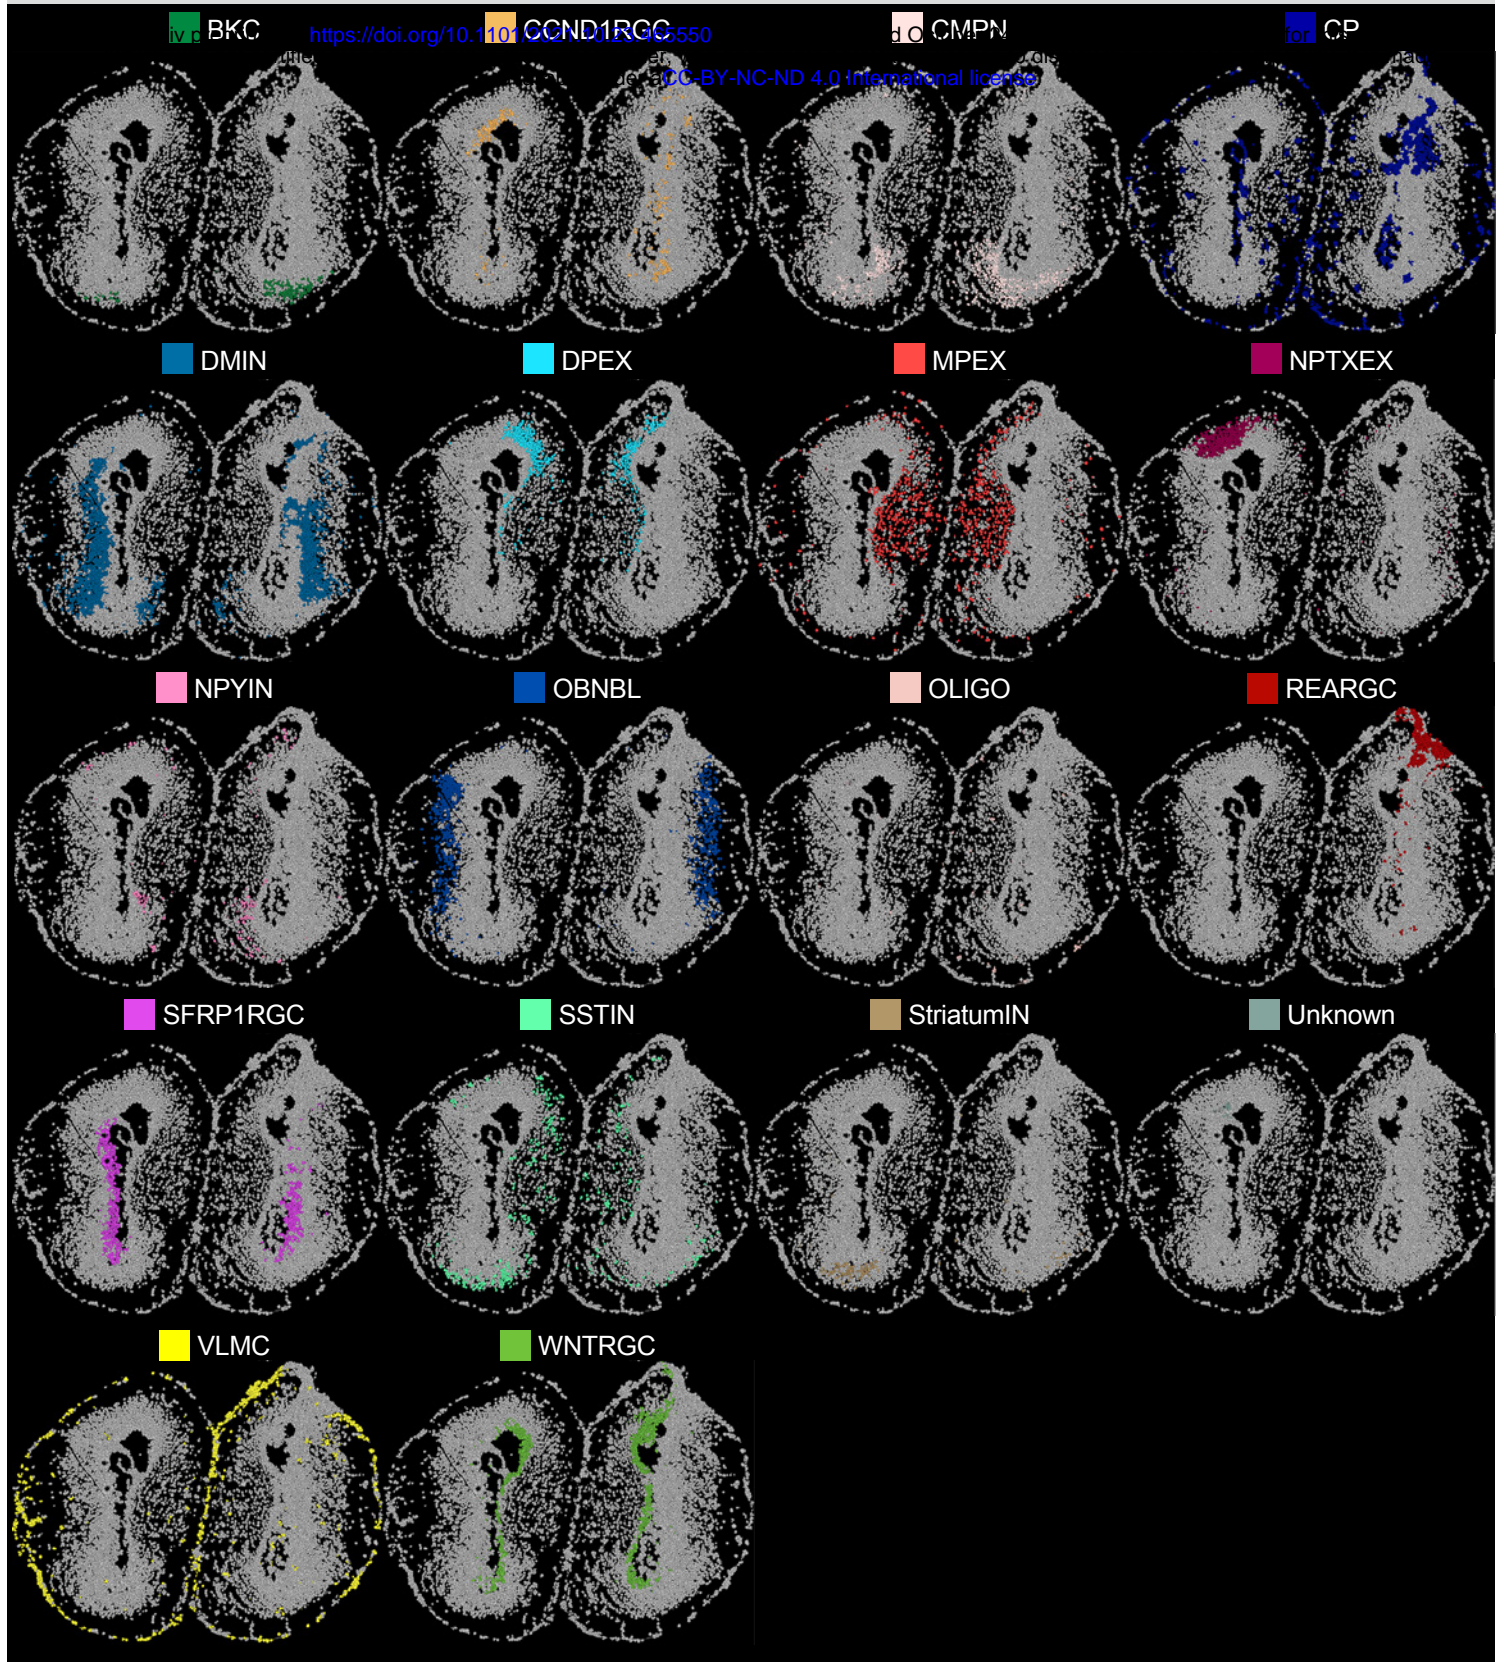 BKC CCND1RGC CMPN CP
https://doi.org/10.1101/2021.10.23.465550
CC-BY-NC-ND 4.0 International license
DMIN DPEX MPEX NPTXEX
NPYIN OBNBL OLIGO REARGC
SFRP1RGC SSTIN StriatumIN Unknown
VLMC WNTRGC